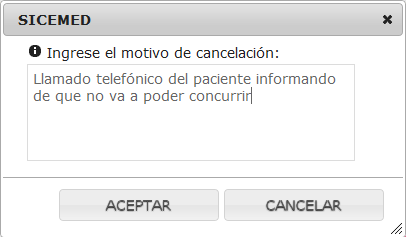 SICEMED
Ingrese el motivo de cancelación:
Llamado telefónico del paciente informando
de que no va a poder concurrir
ACEPTAR
CANCELAR